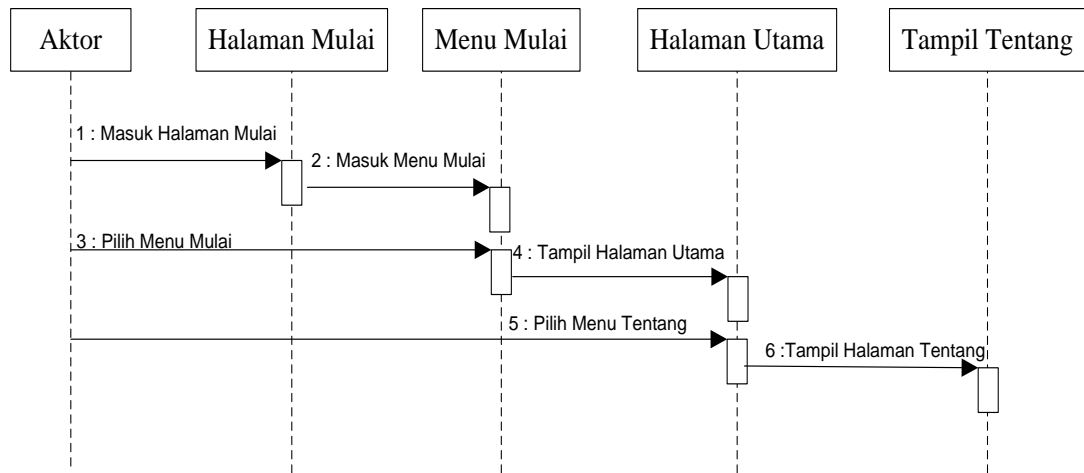 Aktor
Halaman Mulai
Menu Mulai
Halaman Utama
Tampil Tentang
1 : Masuk Halaman Mulai
2 : Masuk Menu Mulai
3 : Pilih Menu Mulai
4 : Tampil Halaman Utama
5 : Pilih Menu Tentang
6 :Tampil Halaman Tentang